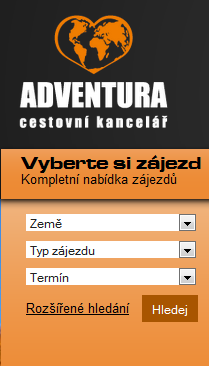 ADVENTURA
cestovní kancelář
Vyberte si zájezd
Kompletní nabídka zájezdů
Země
Typ zájezdu
Termín
Rozšířené hledání
Hledej